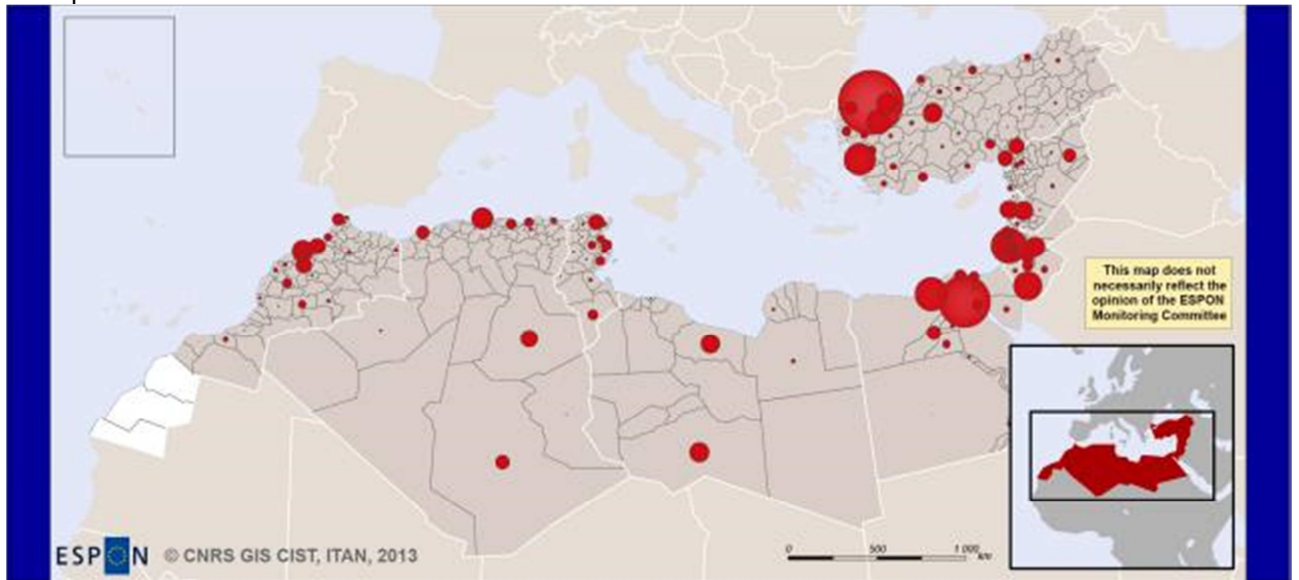 This map does not
necessarily reflect the
opinion of the ESPON
Monitoring Committee
ESPON © CNRS GIS CIST, ITAN, 2013
0 500 1 000 km